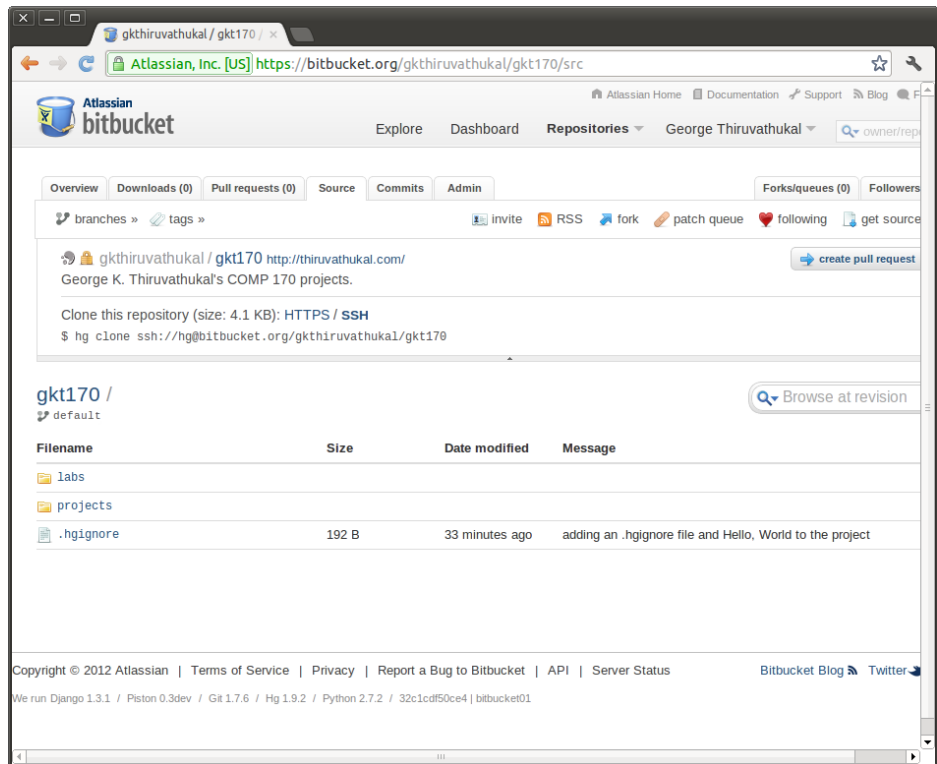 gkthiruvathukal / gkt170 /
Atlassian, Inc. [US] https://bitbucket.org/gkthiruvathukal/gkt170/src
Atlassian Home Documentation Support Blog F
Atlassian
bitbucket
Explore Dashboard Repositories George Thiruvathukal owner/repo
Overview Downloads (0) Pull requests (0) Source Commits Admin Forks/queues (0) Followers
branches » tags » invite RSS fork patch queue following get source
gkthiruvathukal / gkt170 http://thiruvathukal.com/
create pull request
George K. Thiruvathukal's COMP 170 projects.
Clone this repository (size: 4.1 KB): HTTPS / SSH
$ hg clone ssh://hg@bitbucket.org/gkthiruvathukal/gkt170
gkt170 /
Browse at revision
default
Filename Size Date modified Message
labs
projects
.hgignore 192 B 33 minutes ago adding an .hgignore file and Hello, World to the project
Copyright © 2012 Atlassian | Terms of Service | Privacy | Report a Bug to Bitbucket | API | Server Status Bitbucket Blog Twitter
We run Django 1.3.1 / Piston 0.3dev / Git 1.7.6 / Hg 1.9.2 / Python 2.7.2 / 32c1cdf50ce4 | bitbucket01